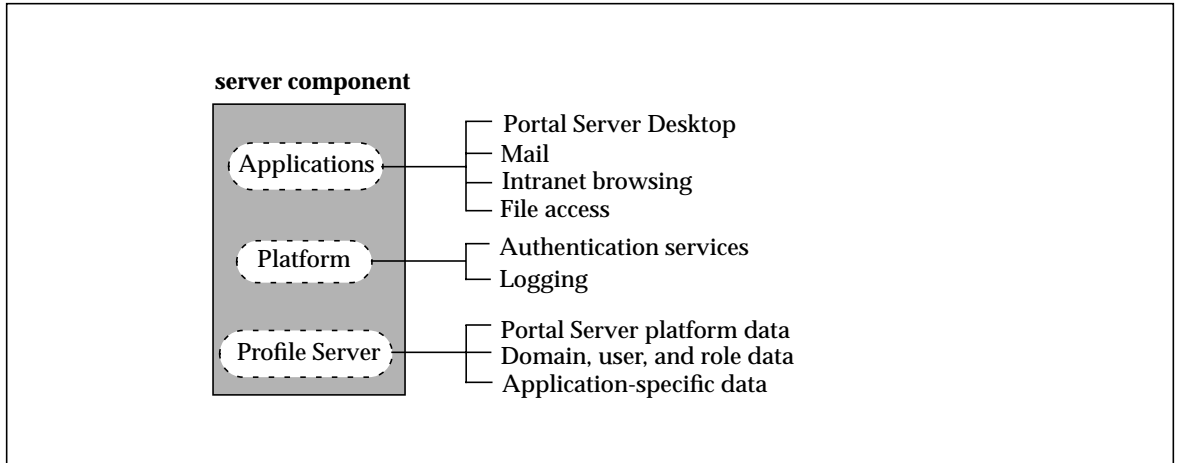 server component
Applications
Portal Server Desktop
Mail
Intranet browsing
File access
Platform
Authentication services
Logging
Profile Server
Portal Server platform data
Domain, user, and role data
Application-specific data